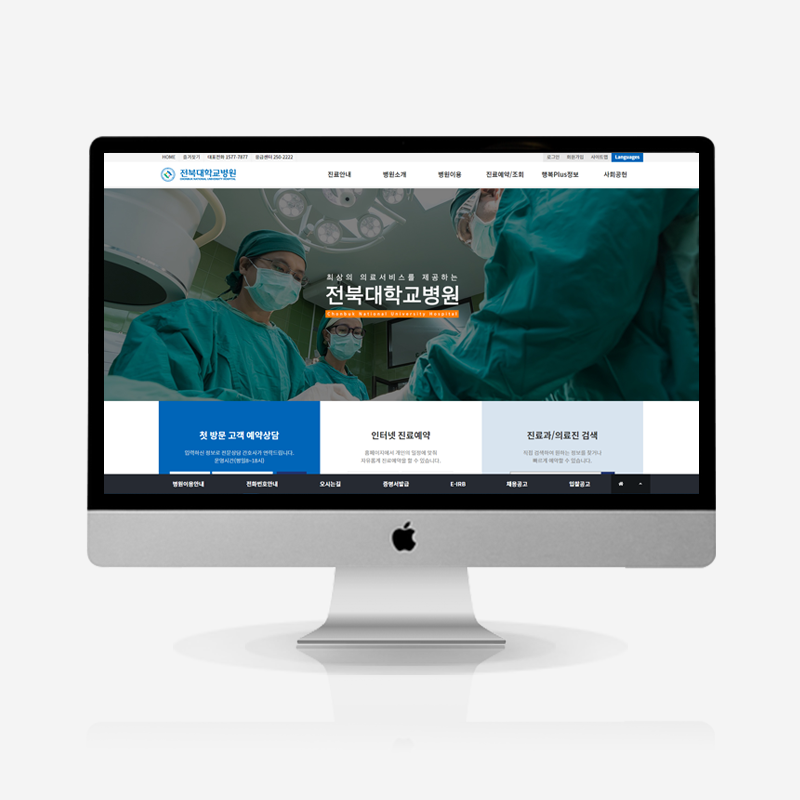 HOME 즐겨찾기 대표전화 1577-7877 응급센터 250-2222
로그인 회원가입 사이트맵 Languages
전북대학교병원
CHONBUK NATIONAL UNIVERSITY HOSPITAL
진료안내 병원소개 병원이용 진료예약/조회 행복Plus정보 사회공헌
최상의 의료서비스를 제공하는
전북대학교병원
Chonbuk National University Hospital
첫 방문 고객 예약상담
입력하신 정보로 전문상담 간호사가 연락드립니다.
운영시간(평일8~18시)
인터넷 진료예약
홈페이지에서 개인의 일정에 맞춰
자유롭게 진료예약을 할 수 있습니다.
진료과/의료진 검색
직접 검색하여 원하는 정보를 찾거나
빠르게 예약할 수 있습니다.
병원이용안내 전화번호안내 오시는길 증명서발급 E-IRB 채용공고 입찰공고